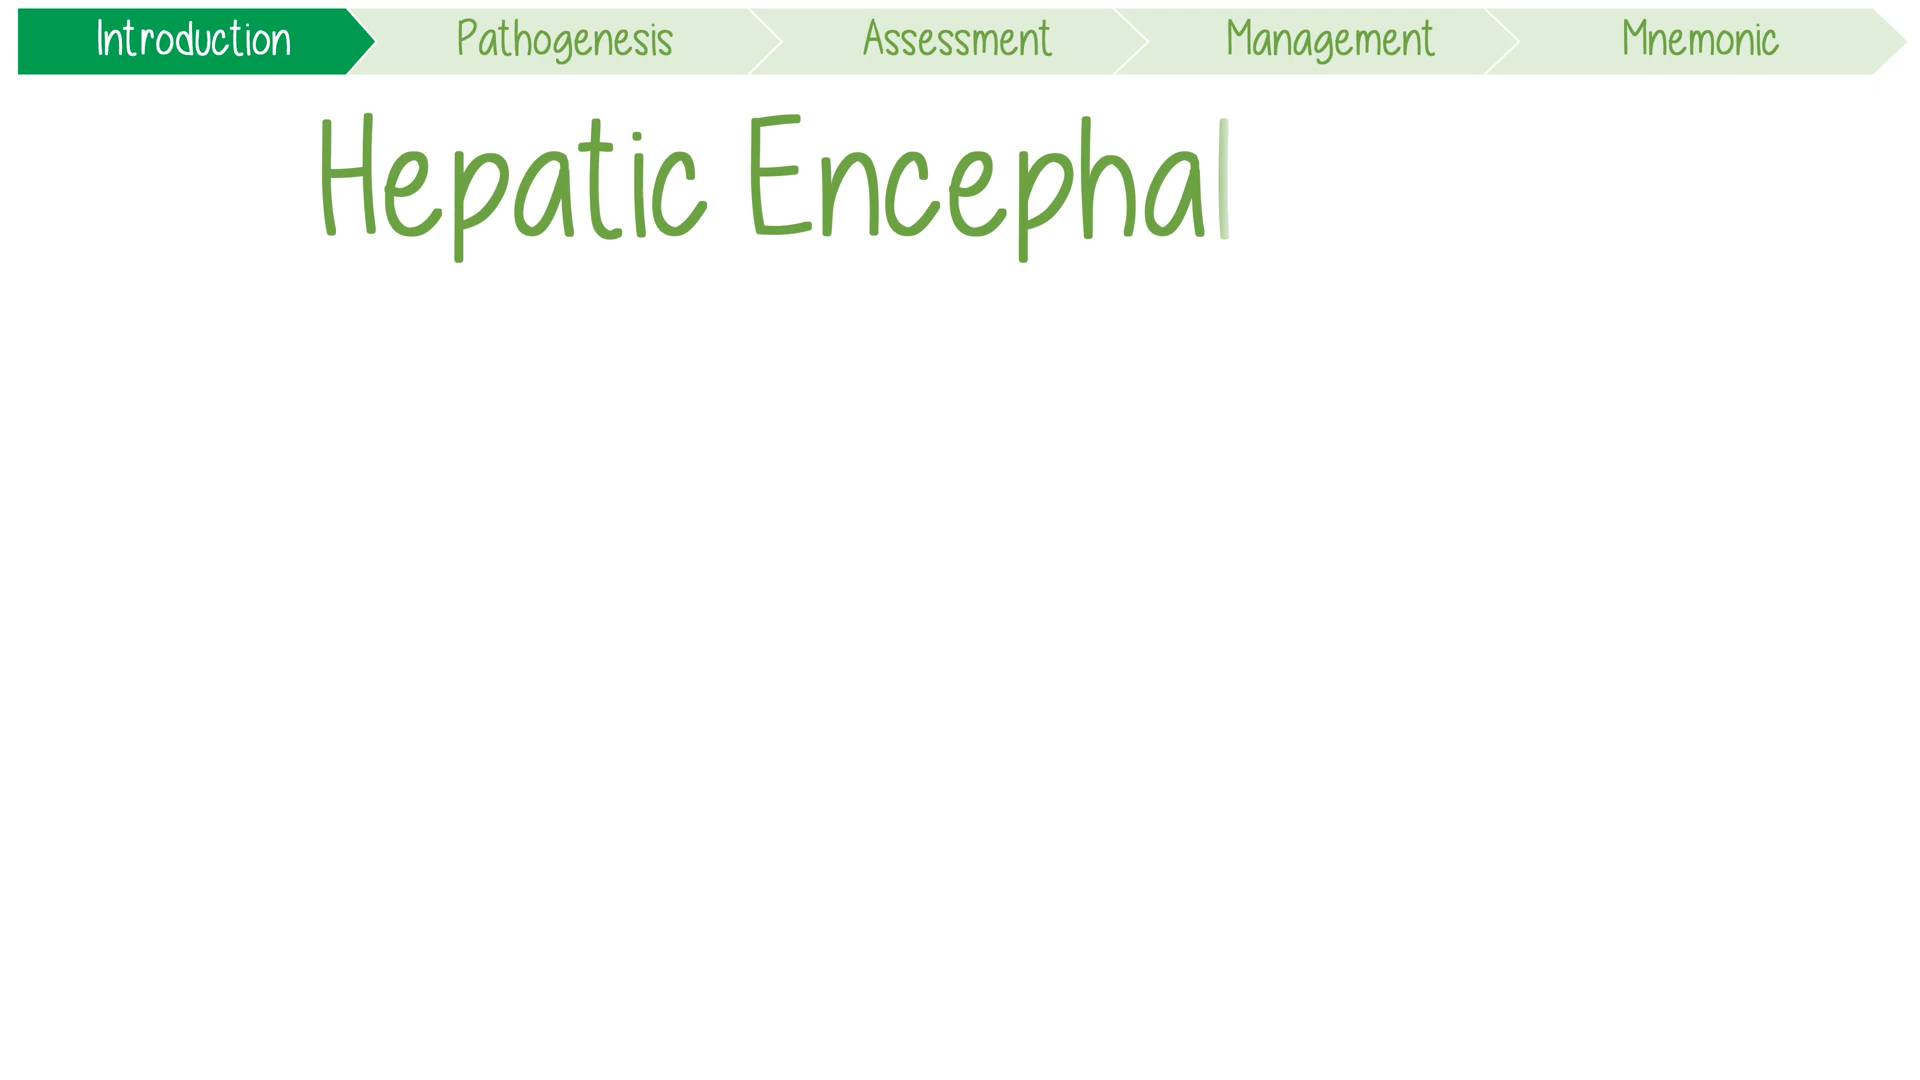 Introduction Pathogenesis Assessment Management Mnemonic
Hepatic Encephal